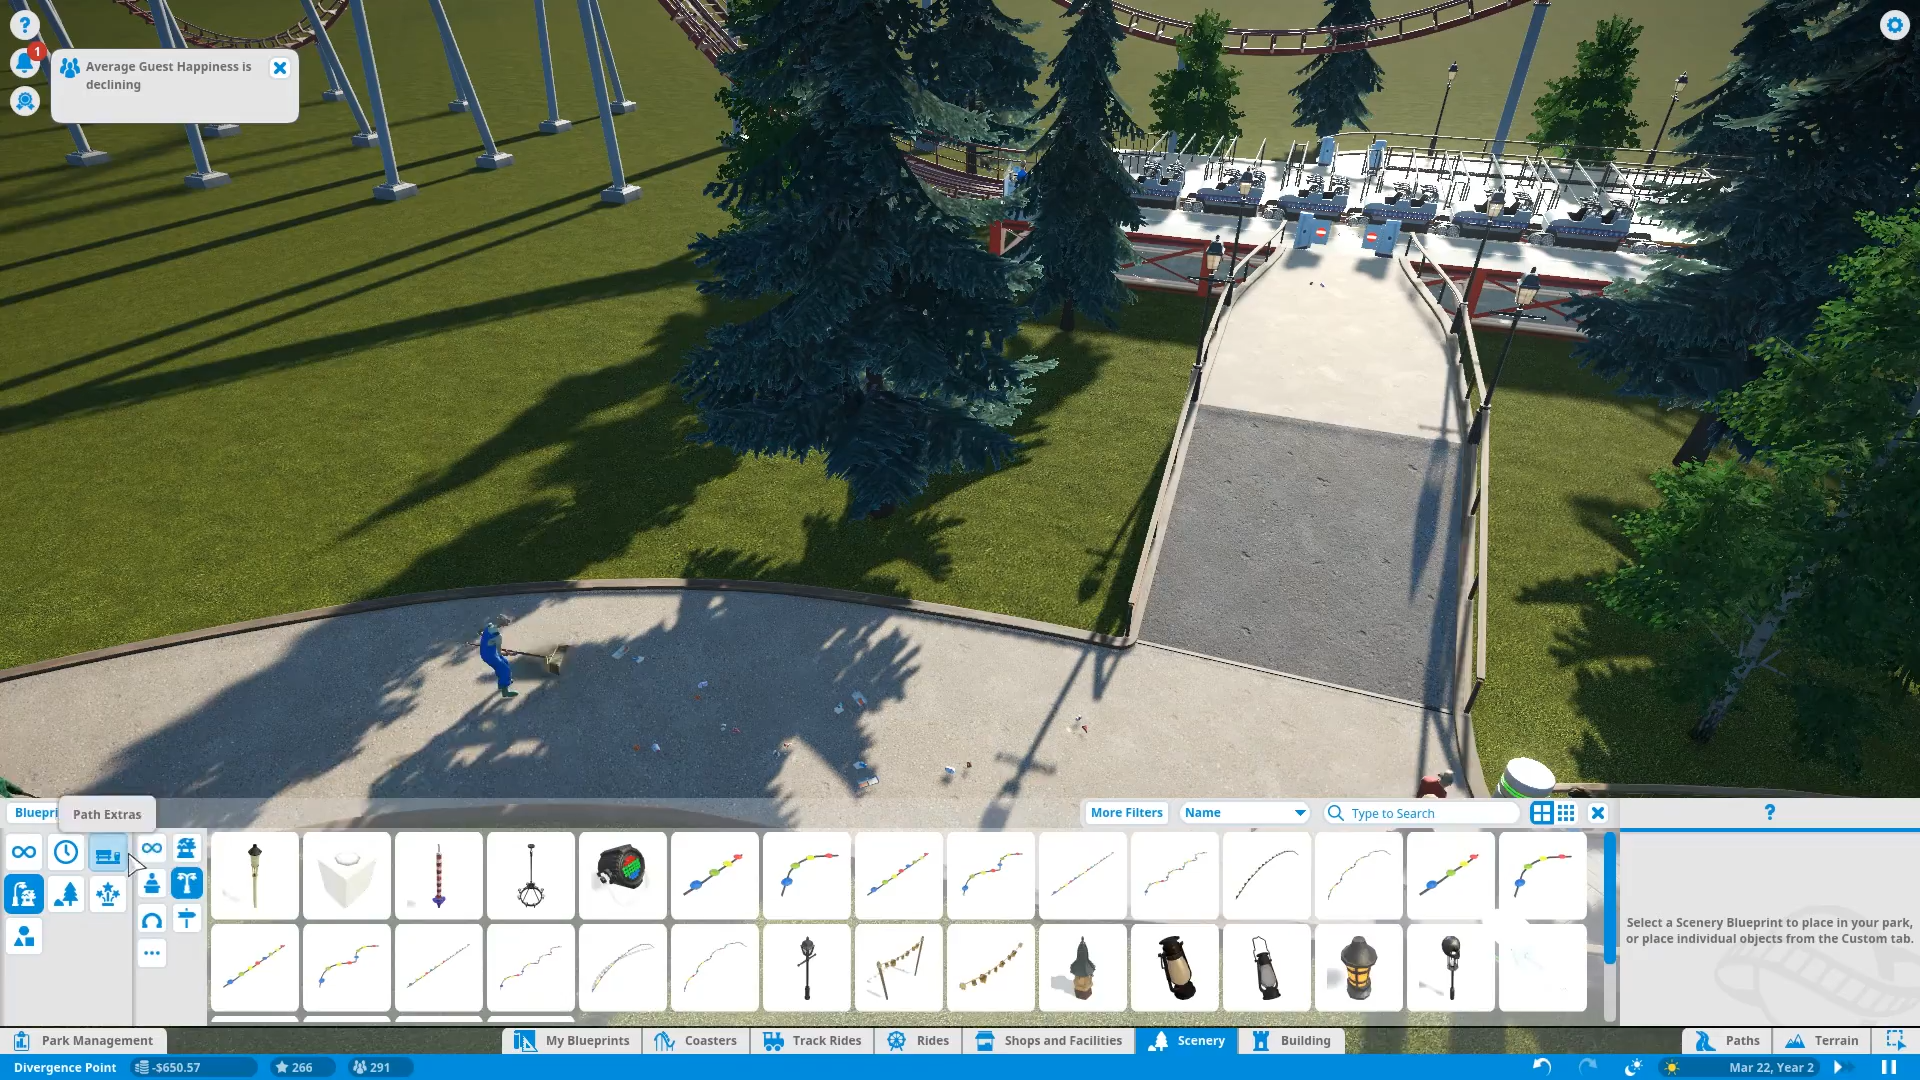 ?
1
Average Guest Happiness is
declining
Bluepri
Path Extras
More Filters
Name
Type to Search
?
Select a Scenery Blueprint to place in your park,
or place individual objects from the Custom tab.
Park Management
My Blueprints
Coasters
Track Rides
Rides
Shops and Facilities
Scenery
Building
Paths
Terrain
Divergence Point
-$650.57
266
291
Mar 22, Year 2